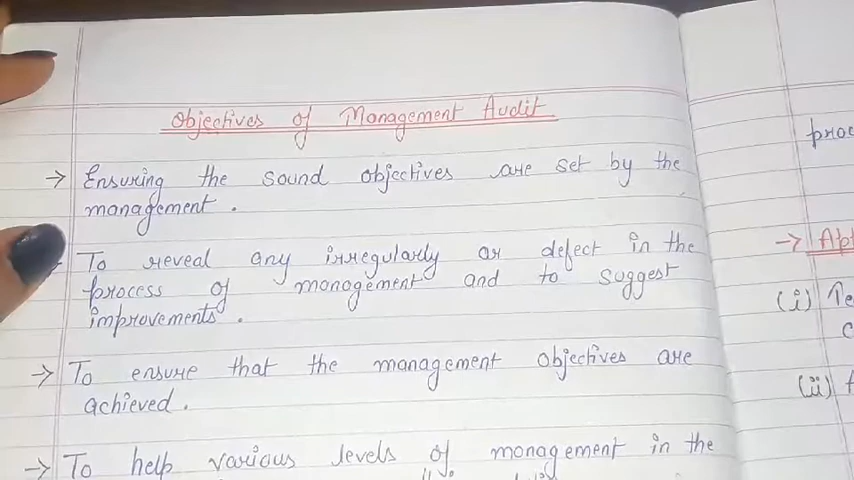 Objectives of Management Audit
→ Ensuring the sound objectives are set by the
management.
To reveal any irregularly or defect in the
process of management and to suggest
improvements.
→ To ensure that the management objectives are
achieved.
→ To help various levels of management in the
→
(i)
(ii)